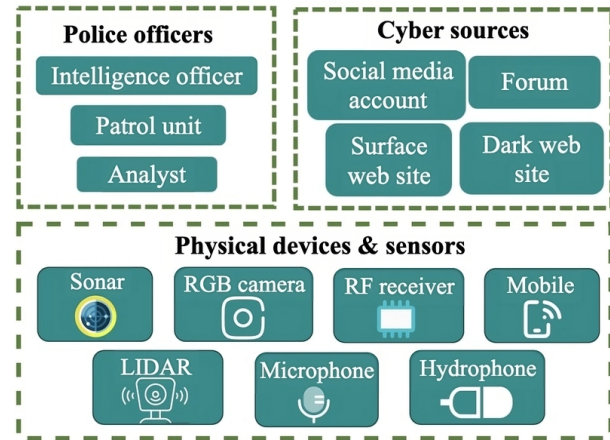 Police officers
Intelligence officer
Patrol unit
Analyst
Cyber sources
Social media
account
Forum
Surface
web site
Dark web
site
Physical devices & sensors
Sonar
RGB camera
RF receiver
Mobile
LIDAR
Microphone
Hydrophone